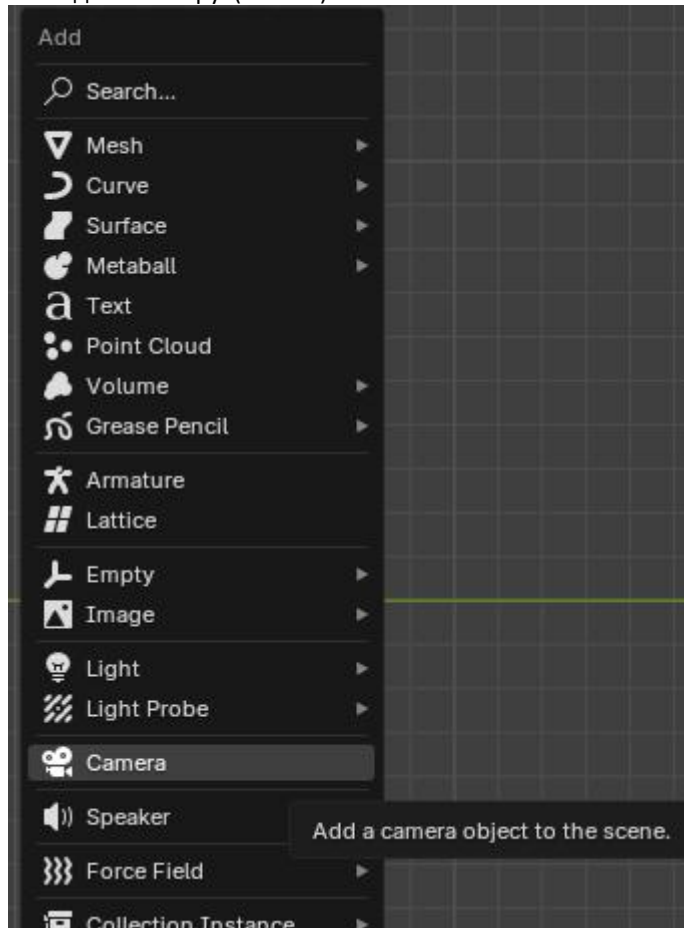 Add
Search...
Mesh
Curve
Surface
Metaball
Text
Point Cloud
Volume
Grease Pencil
Armature
Lattice
Empty
Image
Light
Light Probe
Camera
Speaker
Add a camera object to the scene.
Force Field
Collection Instance